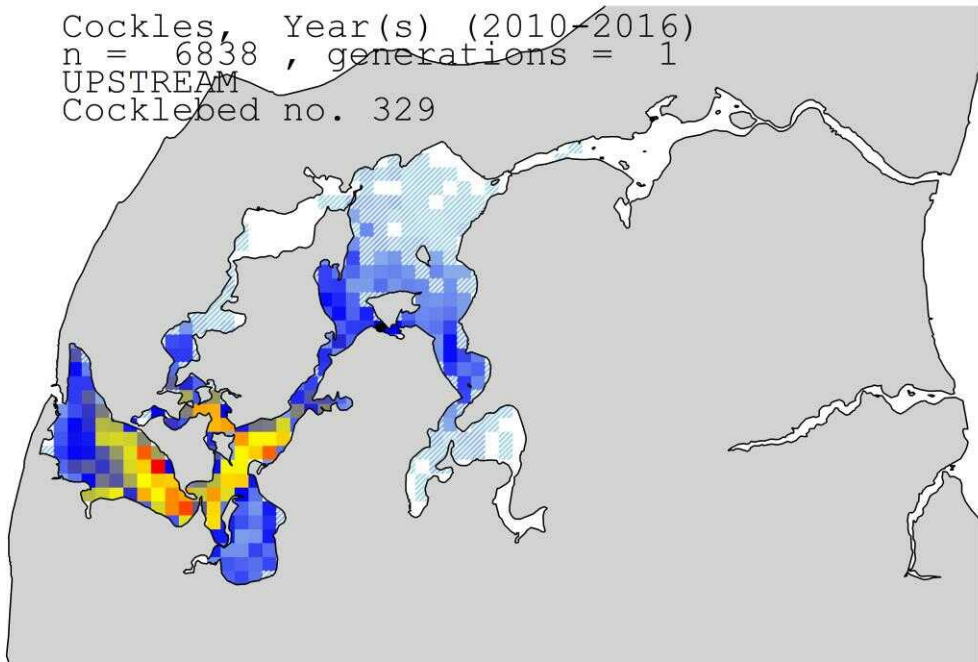 Cockles, Year(s) (2010-2016)
n = 6838 , generations = 1
UPSTREAM
Cocklebed no. 329